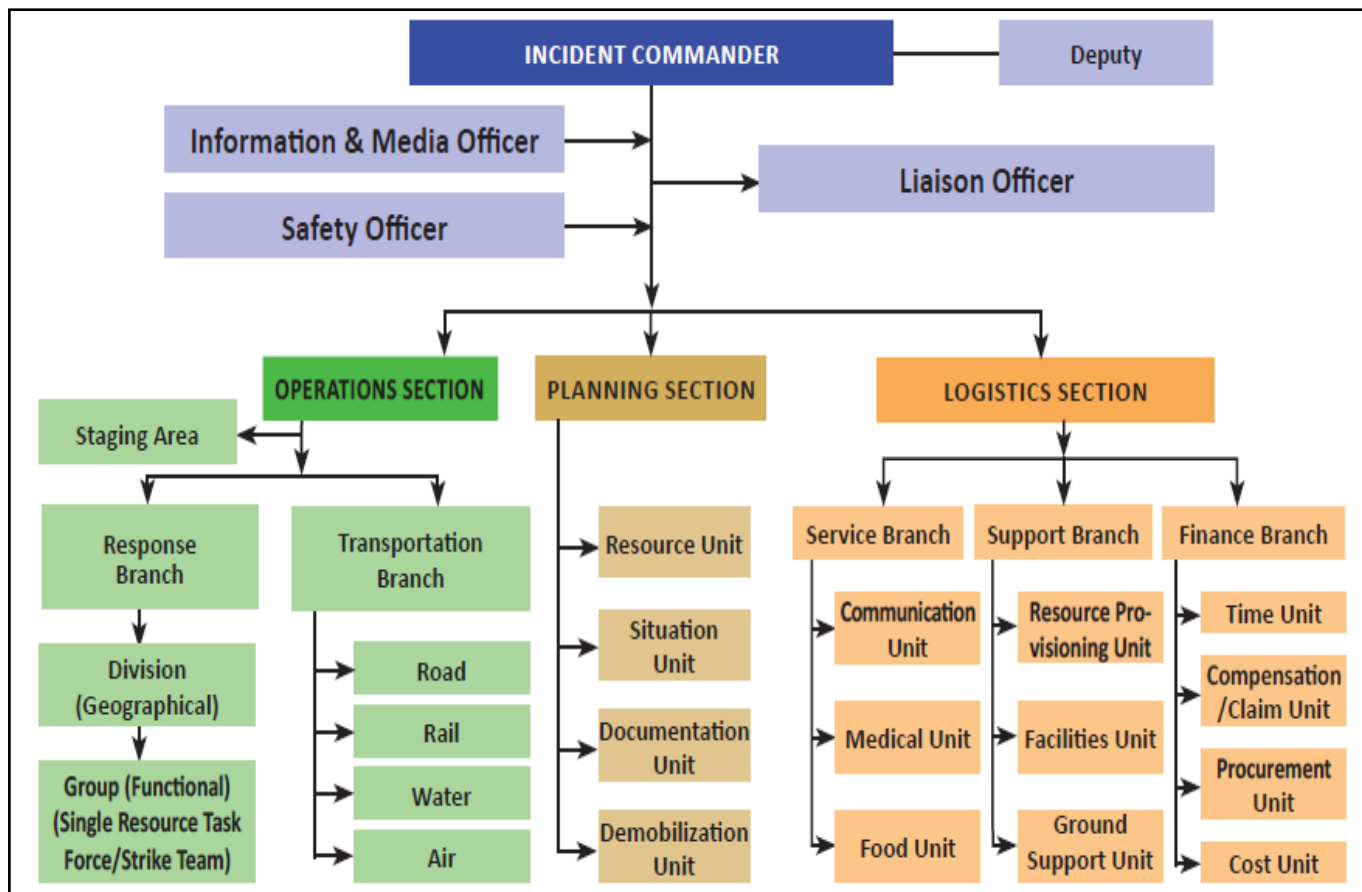 INCIDENT COMMANDER
Deputy
Information & Media Officer
Liaison Officer
Safety Officer
OPERATIONS SECTION
PLANNING SECTION
LOGISTICS SECTION
Staging Area
Response
Branch
Transportation
Branch
Division
(Geographical)
Group (Functional)
(Single Resource Task
Force/Strike Team)
Road
Rail
Water
Air
Resource Unit
Situation
Unit
Documentation
Unit
Demobilization
Unit
Service Branch
Support Branch
Finance Branch
Communication
Unit
Medical Unit
Food Unit
Resource Pro-
visioning Unit
Facilities Unit
Ground
Support Unit
Time Unit
Compensation
/Claim Unit
Procurement
Unit
Cost Unit